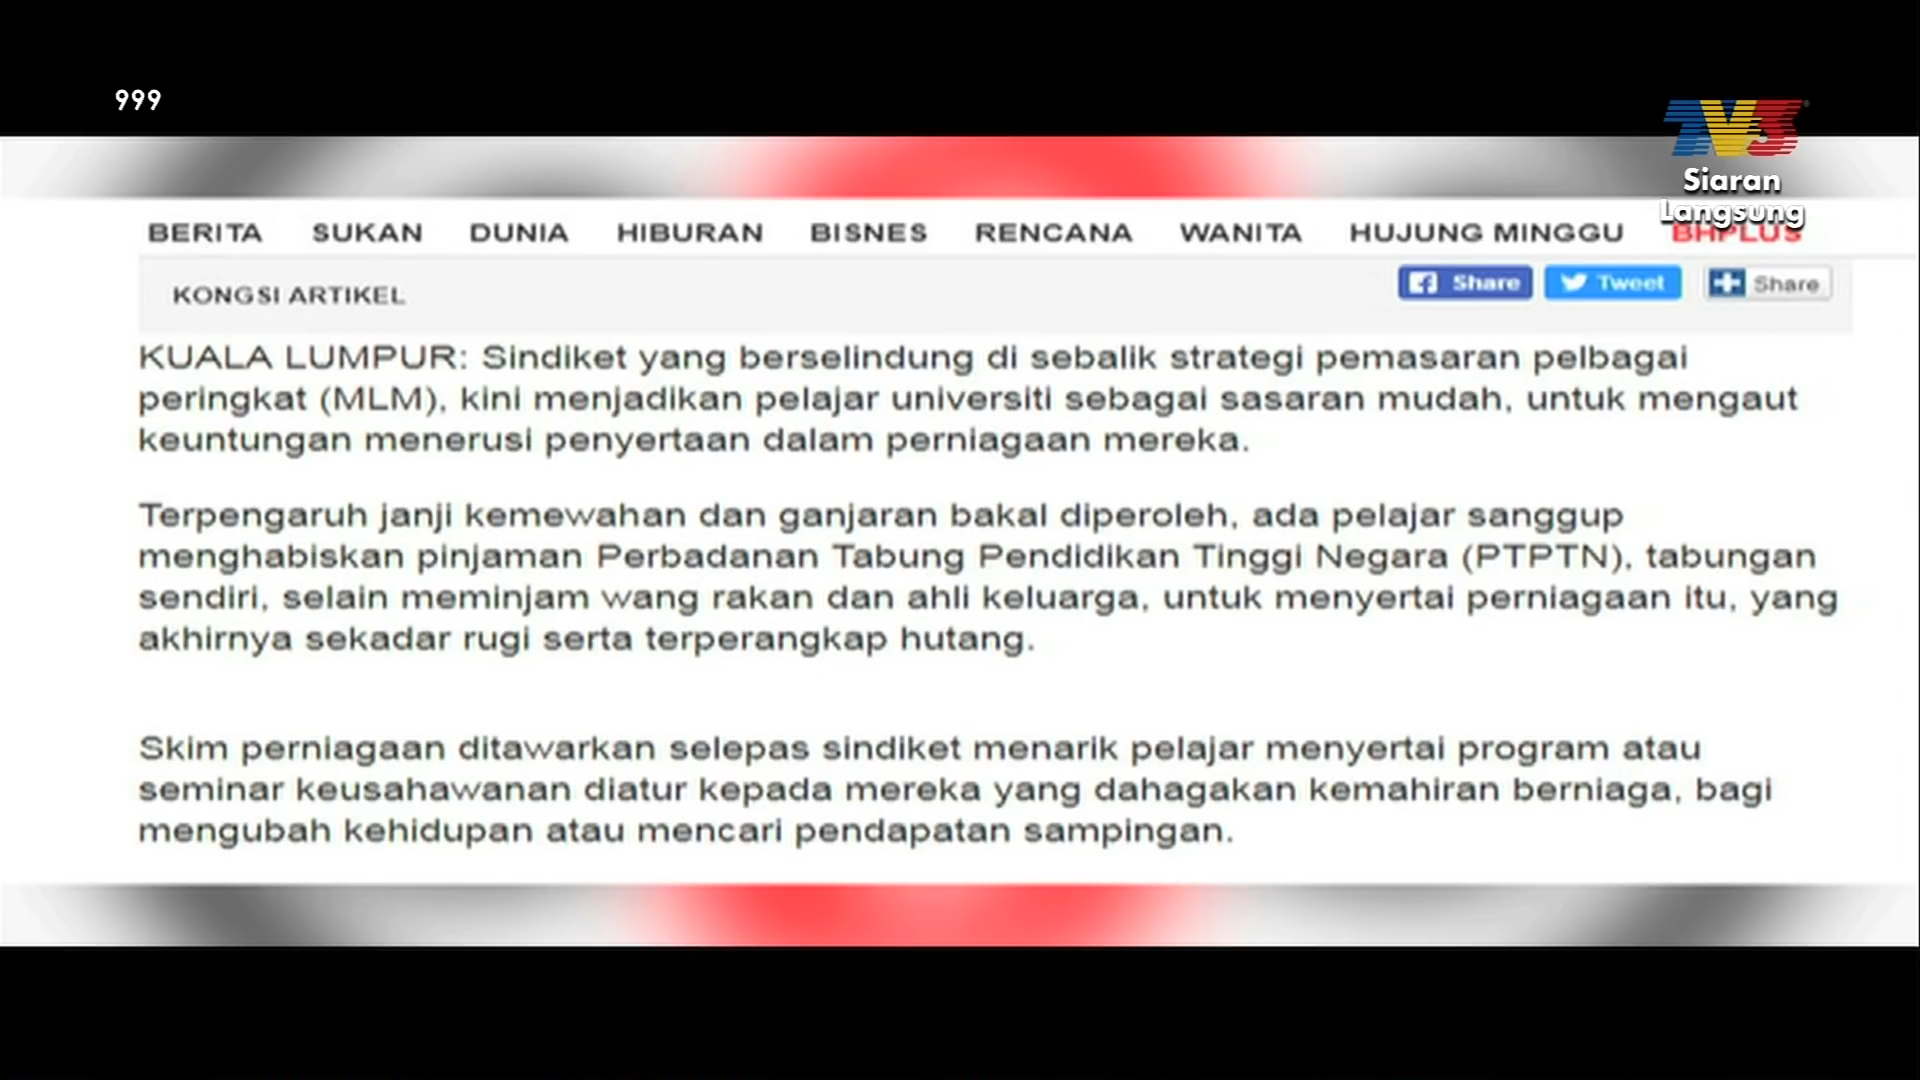 999
TV3
Siaran
Langsung
BERITA SUKAN DUNIA HIBURAN BISNES RENCANA WANITA HUJUNG MINGGU BHPLUS
KONGSI ARTIKEL Share Tweet Share
KUALA LUMPUR: Sindiket yang berselindung di sebalik strategi pemasaran pelbagai
peringkat (MLM), kini menjadikan pelajar universiti sebagai sasaran mudah, untuk mengaut
keuntungan menerusi penyertaan dalam perniagaan mereka.
Terpengaruh janji kemewahan dan ganjaran bakal diperoleh, ada pelajar sanggup
menghabiskan pinjaman Perbadanan Tabung Pendidikan Tinggi Negara (PTPTN), tabungan
sendiri, selain meminjam wang rakan dan ahli keluarga, untuk menyertai perniagaan itu, yang
akhirnya sekadar rugi serta terperangkap hutang.
Skim perniagaan ditawarkan selepas sindiket menarik pelajar menyertai program atau
seminar keusahawanan diatur kepada mereka yang dahagakan kemahiran berniaga, bagi
mengubah kehidupan atau mencari pendapatan sampingan.